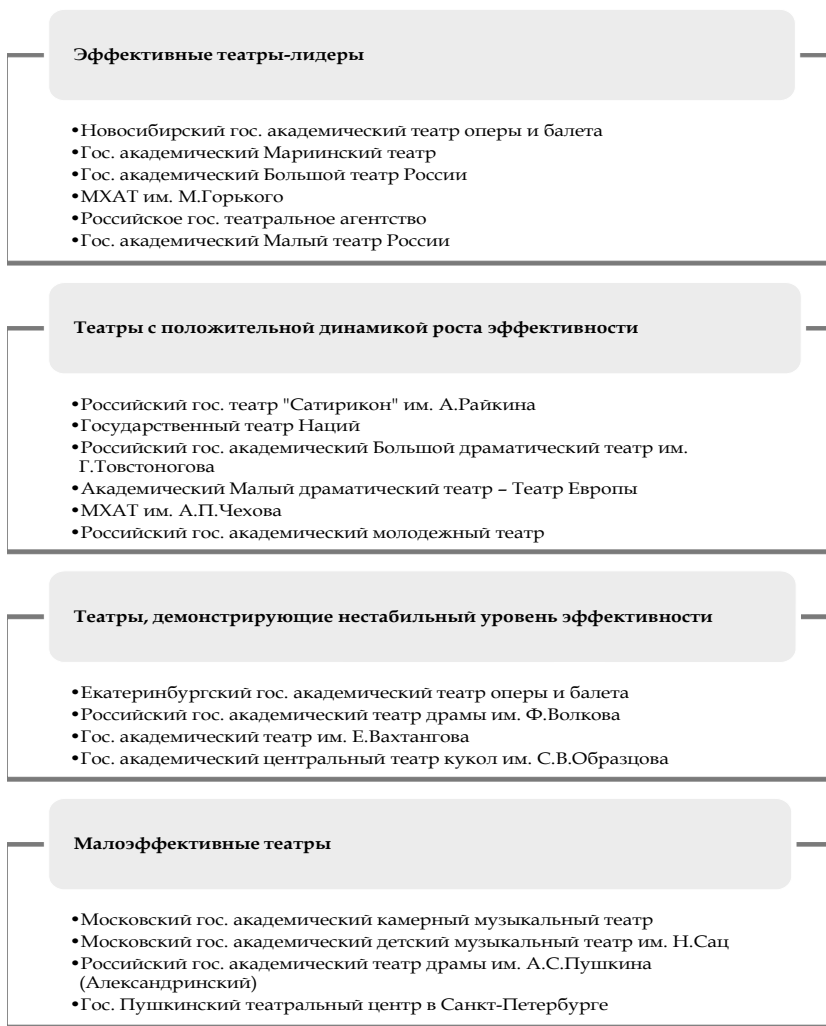 Эффективные театры-лидеры
•Новосибирский гос. академический театр оперы и балета
•Гос. академический Мариинский театр
•Гос. академический Большой театр России
•МХАТ им. М.Горького
•Российское гос. театральное агентство
•Гос. академический Малый театр России
Театры с положительной динамикой роста эффективности
•Российский гос. театр "Сатирикон" им. А.Райкина
•Государственный театр Наций
•Российский гос. академический Большой драматический театр им.
Г.Товстоногова
•Академический Малый драматический театр – Театр Европы
•МХАТ им. А.П.Чехова
•Российский гос. академический молодежный театр
Театры, демонстрирующие нестабильный уровень эффективности
•Екатеринбургский гос. академический театр оперы и балета
•Российский гос. академический театр драмы им. Ф.Волкова
•Гос. академический театр им. Е.Вахтангова
•Гос. академический центральный театр кукол им. С.В.Образцова
Малоэффективные театры
•Московский гос. академический камерный музыкальный театр
•Московский гос. академический детский музыкальный театр им. Н.Сац
•Российский гос. академический театр драмы им. А.С.Пушкина
(Александринский)
•Гос. Пушкинский театральный центр в Санкт-Петербурге